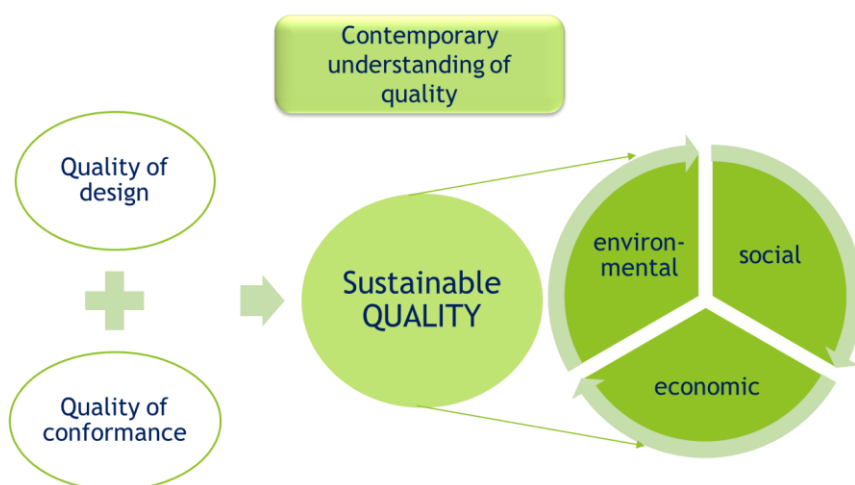 Contemporary
understanding of
quality
Quality of
design
Quality of
conformance
Sustainable
QUALITY
environ-
mental
social
economic